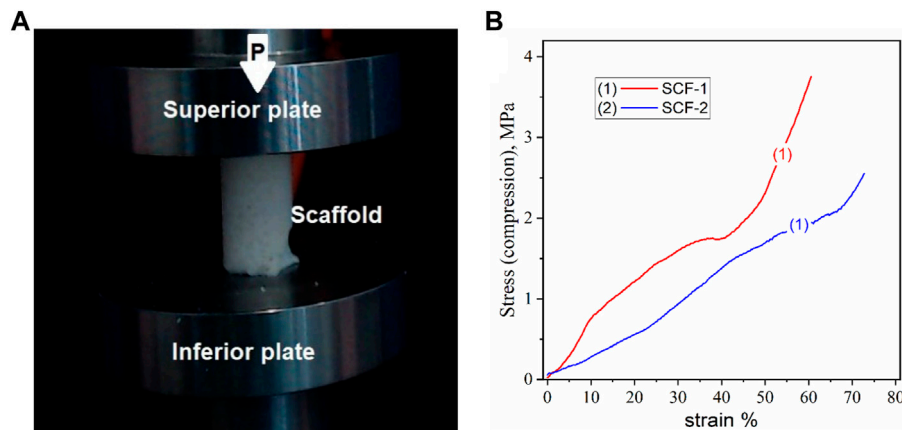 A
P
Superior plate
Scaffold
Inferior plate
B
4
3
2
1
0
Stress (compression), MPa
(1) SCF-1
(2) SCF-2
(1)
(1)
0 10 20 30 40 50 60 70 80
strain %